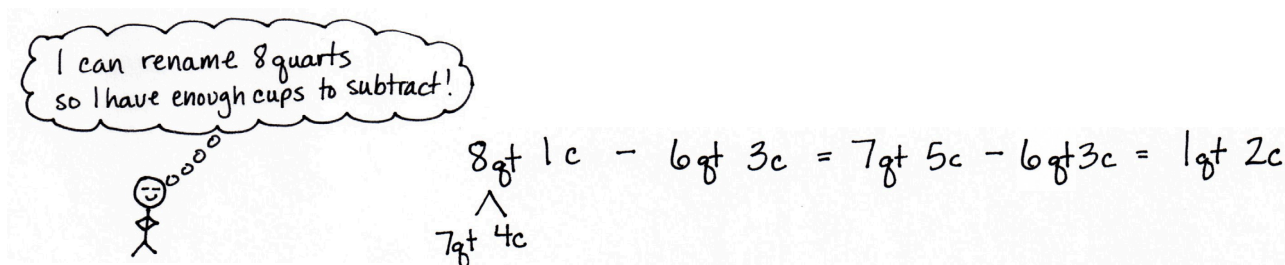 I can rename 8 quarts
so I have enough cups to subtract!
8qt 1c - 6qt 3c = 7qt 5c - 6qt 3c = 1qt 2c
7qt 4c